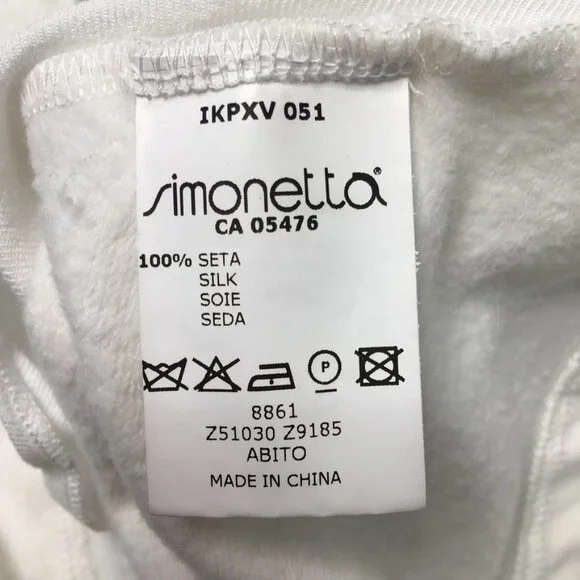 IKPXV 051
simonetta®
CA 05476
100% SETA
SILK
SOIE
SEDA
P
8861
Z51030 Z9185
ABITO
MADE IN CHINA